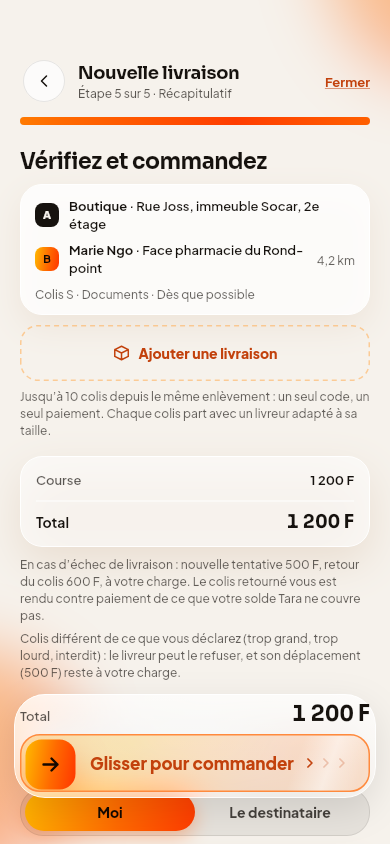 Nouvelle livraison
Étape 5 sur 5 · Récapitulatif
Fermer
Vérifiez et commandez
A
Boutique · Rue Joss, immeuble Socar, 2e
étage
B
Marie Ngo · Face pharmacie du Rond-
point
4,2 km
Colis S · Documents · Dès que possible
Ajouter une livraison
Jusqu'à 10 colis depuis le même enlèvement : un seul code, un
seul paiement. Chaque colis part avec un livreur adapté à sa
taille.
Course
1 200 F
Total
1 200 F
En cas d'échec de livraison : nouvelle tentative 500 F, retour
du colis 600 F, à votre charge. Le colis retourné vous est
rendu contre paiement de ce que votre solde Tara ne couvre
pas.
Colis différent de ce que vous déclarez (trop grand, trop
lourd, interdit) : le livreur peut le refuser, et son déplacement
(500 F) reste à votre charge.
Total
1 200 F
Glisser pour commander
Moi
Le destinataire